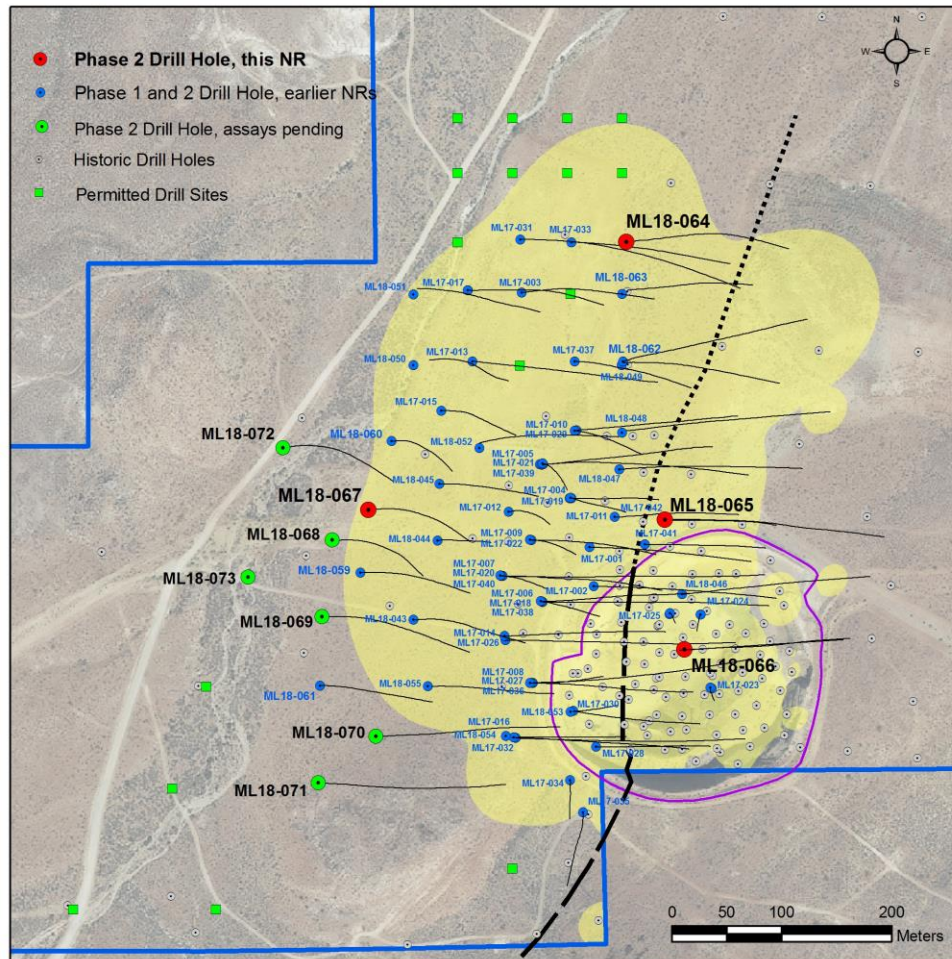 N
W E
S
Phase 2 Drill Hole, this NR
Phase 1 and 2 Drill Hole, earlier NRs
Phase 2 Drill Hole, assays pending
Historic Drill Holes
Permitted Drill Sites
ML18-064
ML17-031
ML17-033
ML18-063
ML18-051
ML17-017
ML17-003
ML18-062
ML17-037
ML17-013
ML18-050
ML18-049
ML17-015
ML17-010
ML17-020
ML18-048
ML18-072
ML18-060
ML18-052
ML17-005
ML17-021
ML17-039
ML18-047
ML18-045
ML17-004
ML17-019
ML18-067
ML17-012
ML17-042
ML17-011
ML18-065
ML18-068
ML18-044
ML17-009
ML17-022
ML17-041
ML17-001
ML18-073
ML18-059
ML17-007
ML17-020
ML17-040
ML17-002
ML18-046
ML17-006
ML17-018
ML17-038
ML17-025
ML17-024
ML18-069
ML18-043
ML17-014
ML17-026
ML18-066
ML17-008
ML17-027
ML18-061
ML18-055
ML17-023
ML17-030
ML18-053
ML17-016
ML18-070
ML18-054
ML17-032
ML17-028
ML18-071
ML17-034
0 50 100 200
Meters